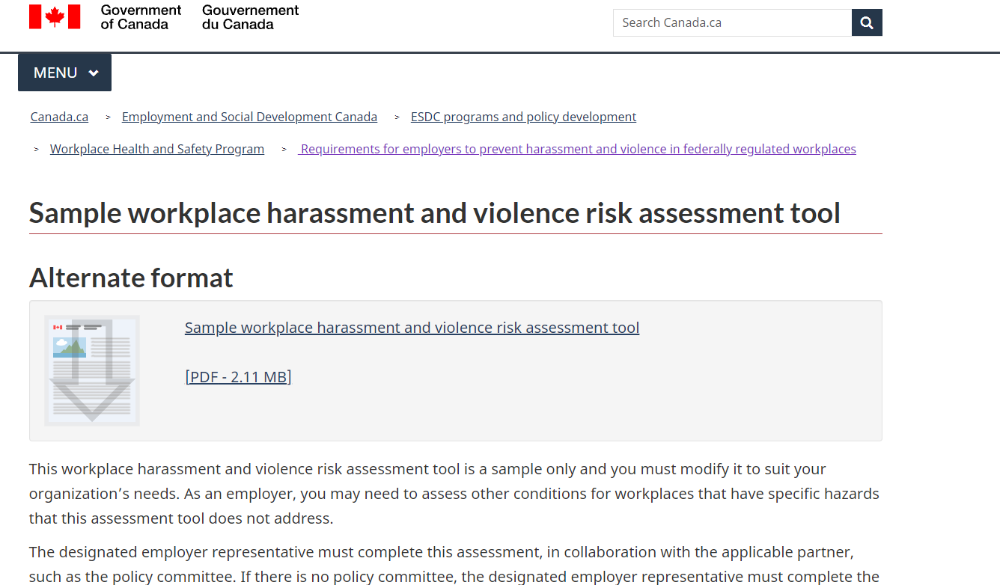 Government of Canada
Gouvernement du Canada
Search Canada.ca
MENU
Canada.ca > Employment and Social Development Canada > ESDC programs and policy development
> Workplace Health and Safety Program > Requirements for employers to prevent harassment and violence in federally regulated workplaces
Sample workplace harassment and violence risk assessment tool
Alternate format
Sample workplace harassment and violence risk assessment tool
[PDF - 2.11 MB]
This workplace harassment and violence risk assessment tool is a sample only and you must modify it to suit your
organization’s needs. As an employer, you may need to assess other conditions for workplaces that have specific hazards
that this assessment tool does not address.
The designated employer representative must complete this assessment, in collaboration with the applicable partner,
such as the policy committee. If there is no policy committee, the designated employer representative must complete the